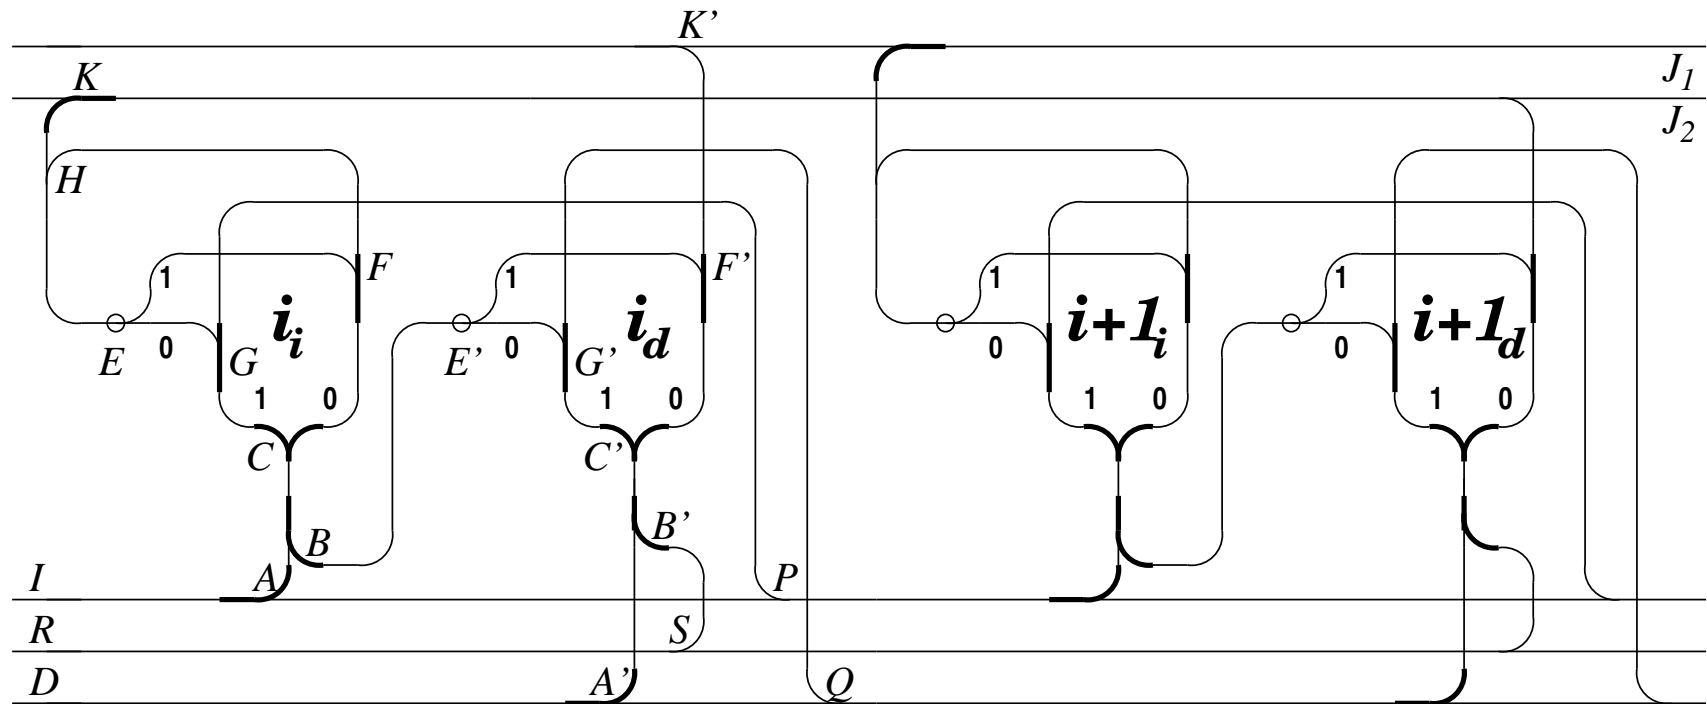 K’
K J1
J2
H
1 F 1 F’ 1 1
ii id i+1i i+1d
E 0 G E’ 0 G’ 0 0
1 0 1 0 1 0 1 0
C C’
B B’
I A P
R S
D A’ Q